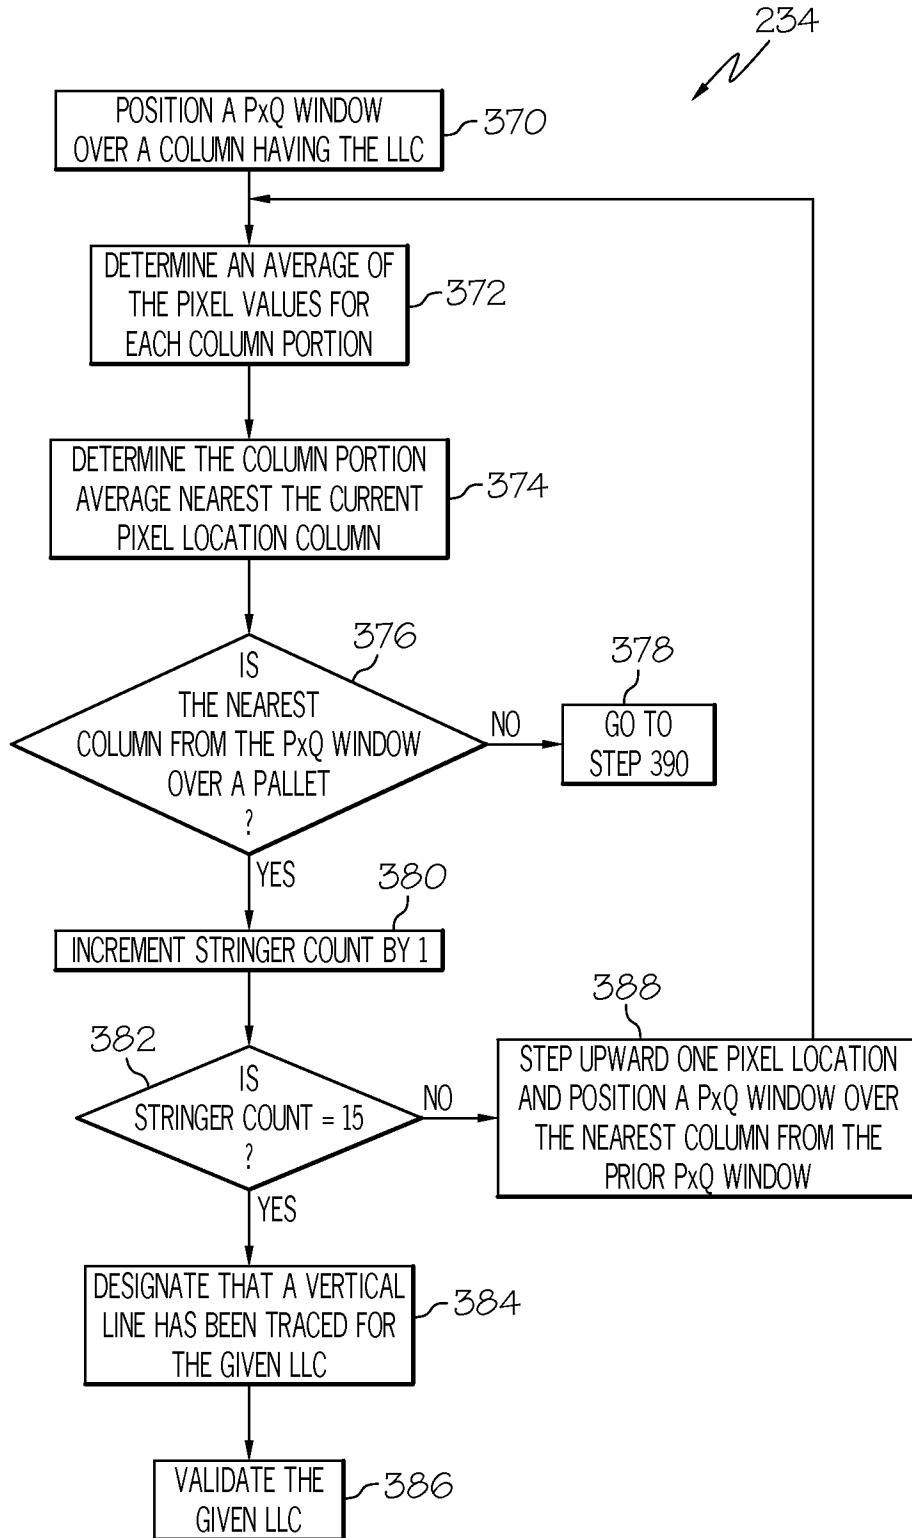 234
POSITION A PxQ WINDOW
OVER A COLUMN HAVING THE LLC
370
DETERMINE AN AVERAGE OF
THE PIXEL VALUES FOR
EACH COLUMN PORTION
372
DETERMINE THE COLUMN PORTION
AVERAGE NEAREST THE CURRENT
PIXEL LOCATION COLUMN
374
IS
THE NEAREST
COLUMN FROM THE PxQ WINDOW
OVER A PALLET
?
376
NO
378
GO TO
STEP 390
YES
380
INCREMENT STRINGER COUNT BY 1
382
IS
STRINGER COUNT = 15
?
NO
388
STEP UPWARD ONE PIXEL LOCATION
AND POSITION A PxQ WINDOW OVER
THE NEAREST COLUMN FROM THE
PRIOR PxQ WINDOW
YES
DESIGNATE THAT A VERTICAL
LINE HAS BEEN TRACED FOR
THE GIVEN LLC
384
VALIDATE THE
GIVEN LLC
386